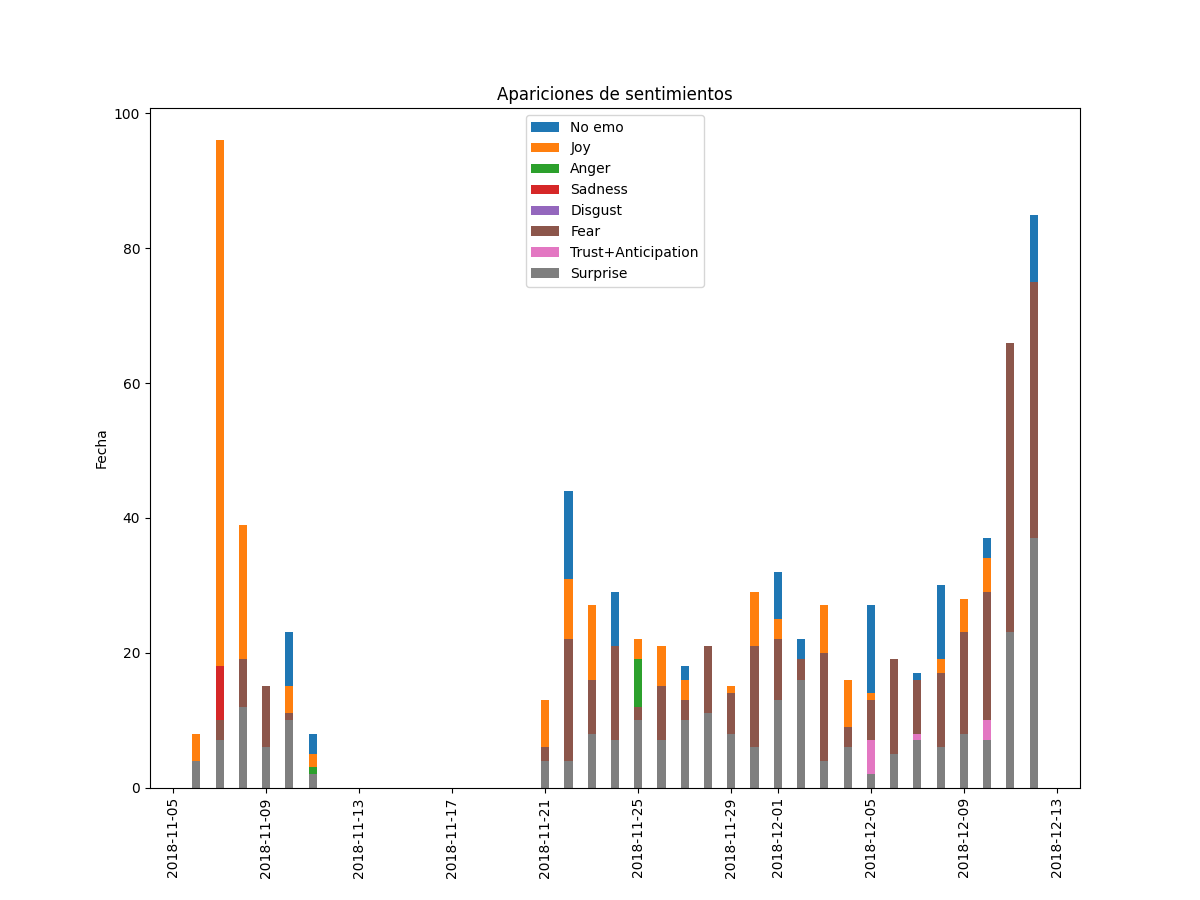 Apariciones de sentimientos
100
80
60
40
20
0
Fecha
No emo
Joy
Anger
Sadness
Disgust
Fear
Trust+Anticipation
Surprise
2018-11-05
2018-11-09
2018-11-13
2018-11-17
2018-11-21
2018-11-25
2018-11-29
2018-12-01
2018-12-05
2018-12-09
2018-12-13